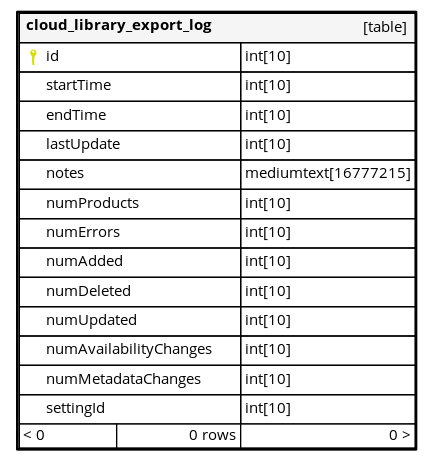 cloud_library_export_log [table]
id int[10]
startTime int[10]
endTime int[10]
lastUpdate int[10]
notes mediumtext[16777215]
numProducts int[10]
numErrors int[10]
numAdded int[10]
numDeleted int[10]
numUpdated int[10]
numAvailabilityChanges int[10]
numMetadataChanges int[10]
settingId int[10]
< 0 0 rows 0 >